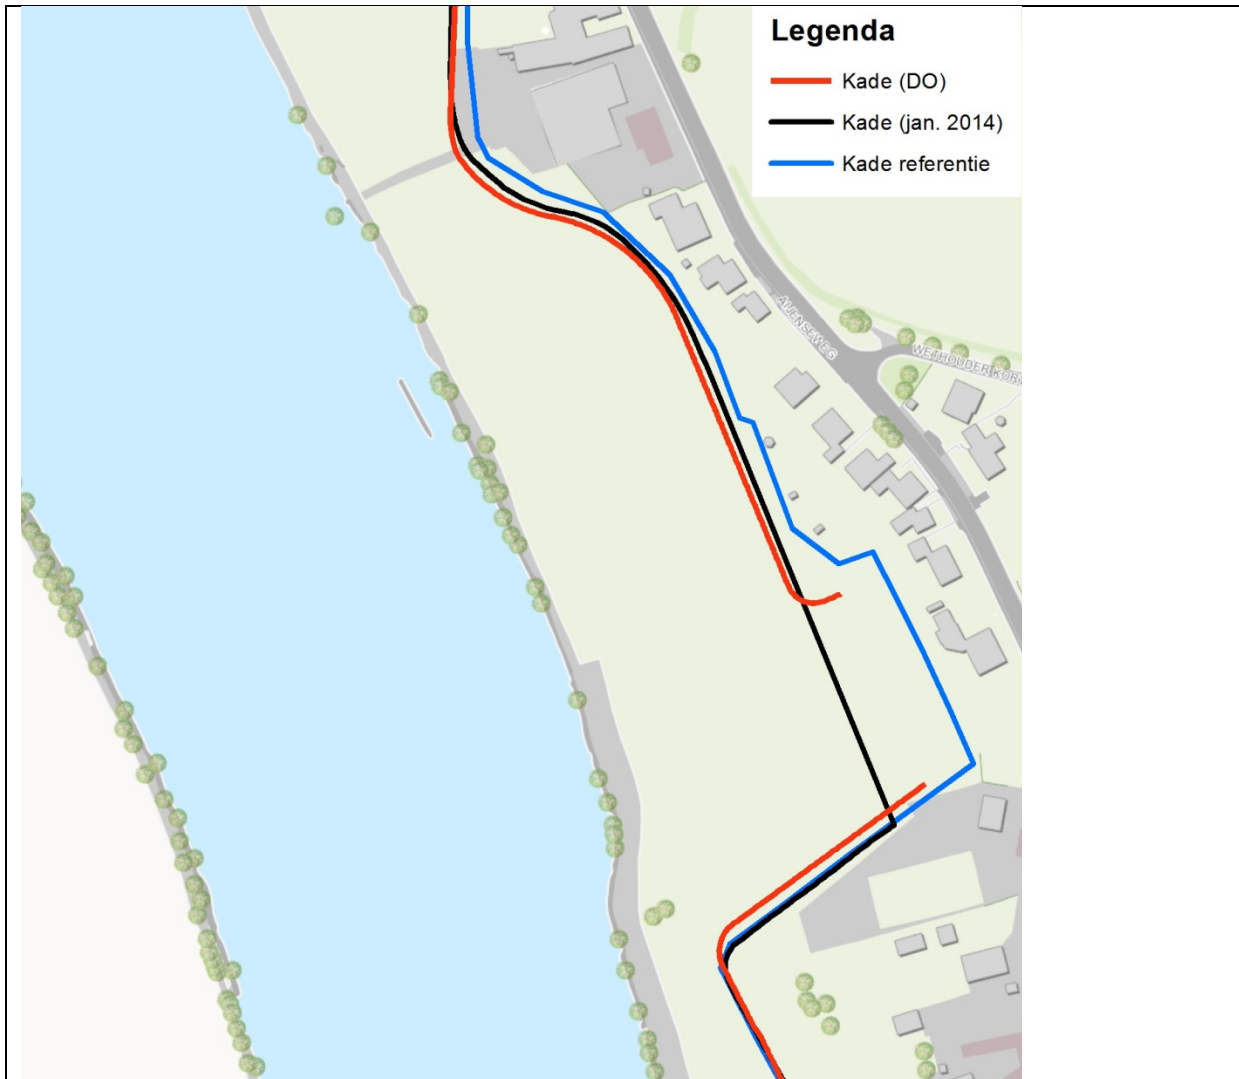 Legenda
Kade (DO)
Kade (jan. 2014)
Kade referentie
AIJENSEWEG
WETHOUDER KOR